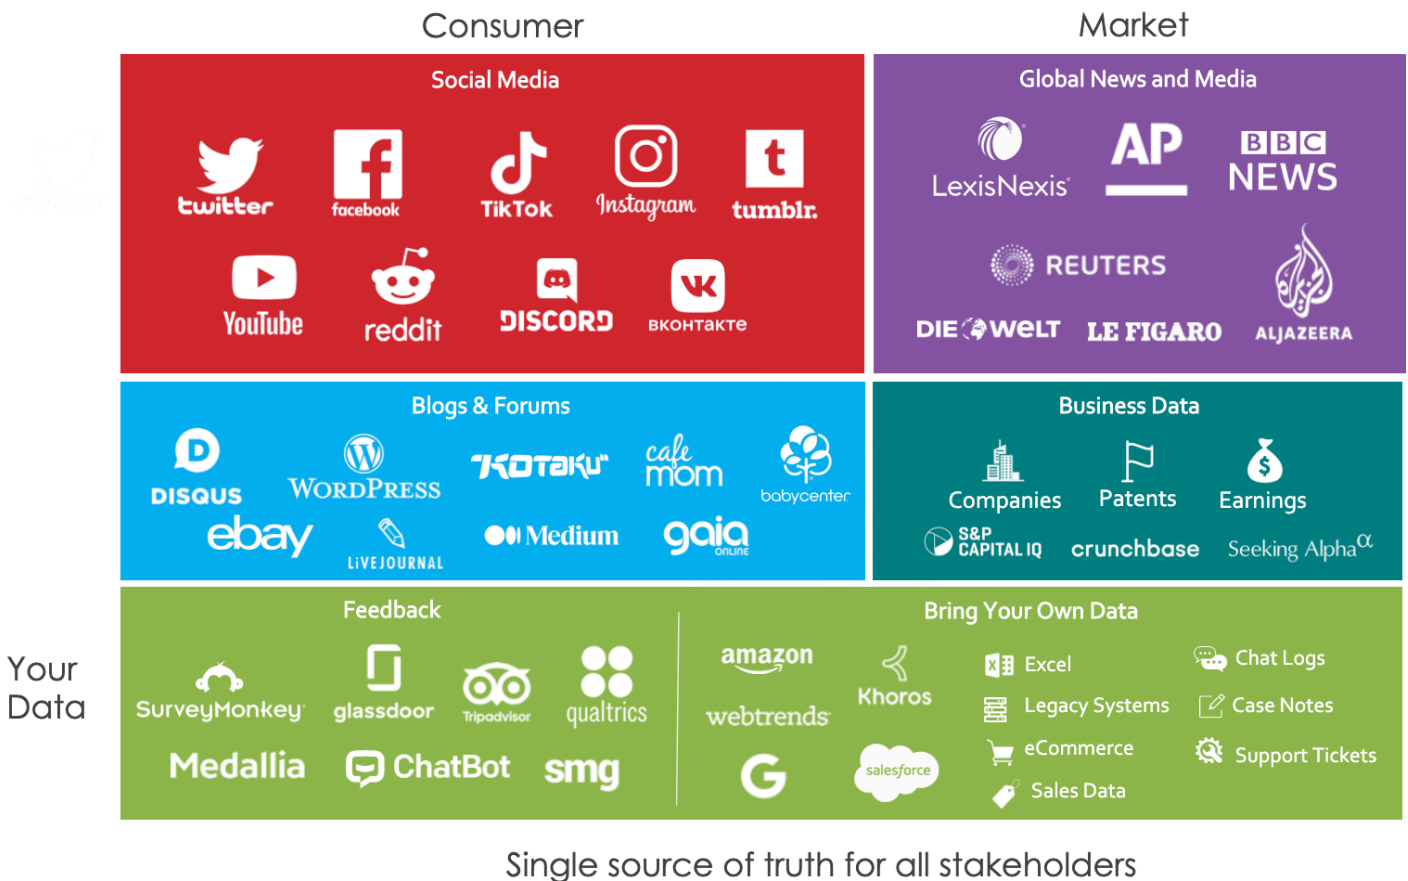 Consumer
Market
Social Media
twitter
facebook
TikTok
Instagram
tumblr.
YouTube
reddit
DISCORD
ВКОНТАКТЕ
Global News and Media
LexisNexis®
AP
BBC
NEWS
REUTERS
DIE WELT
LE FIGARO
الجزيرة
ALJAZEERA
Blogs & Forums
DISQUS
WORDPRESS
"KOTAKU"
cafe
mom
babycenter
ebay
LiVEJOURNAL
Medium
gaia
ONLINE
Business Data
Companies
Patents
Earnings
S&P
CAPITAL IQ
crunchbase
Seeking Alpha α
Your
Data
Feedback
SurveyMonkey
glassdoor
Tripadvisor
qualtrics
Medallia
ChatBot
smg
Bring Your Own Data
amazon
Khoros
webtrends
G
salesforce
Excel
Legacy Systems
eCommerce
Sales Data
Chat Logs
Case Notes
Support Tickets
Single source of truth for all stakeholders